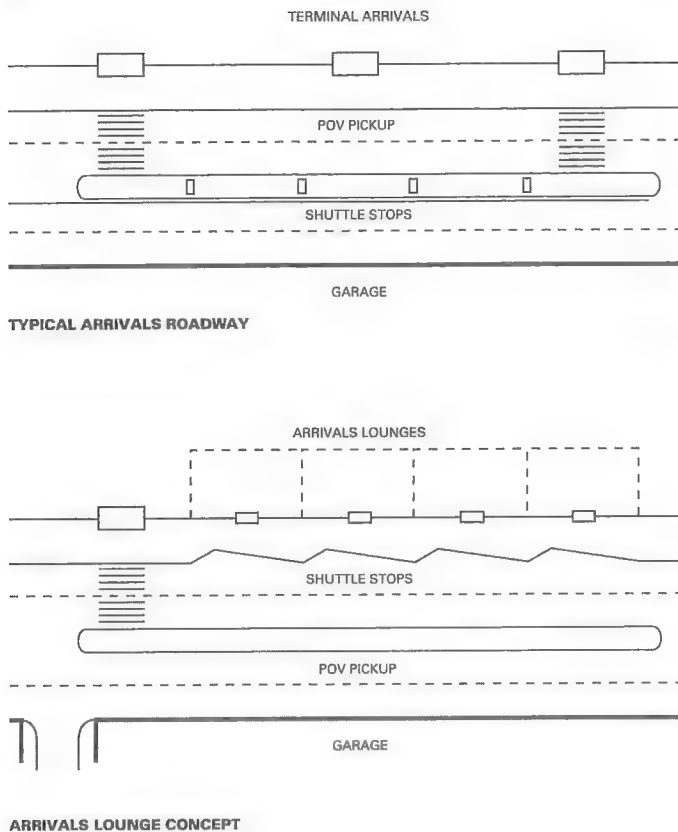 TERMINAL ARRIVALS
POV PICKUP
SHUTTLE STOPS
GARAGE
TYPICAL ARRIVALS ROADWAY
ARRIVALS LOUNGES
SHUTTLE STOPS
POV PICKUP
GARAGE
ARRIVALS LOUNGE CONCEPT